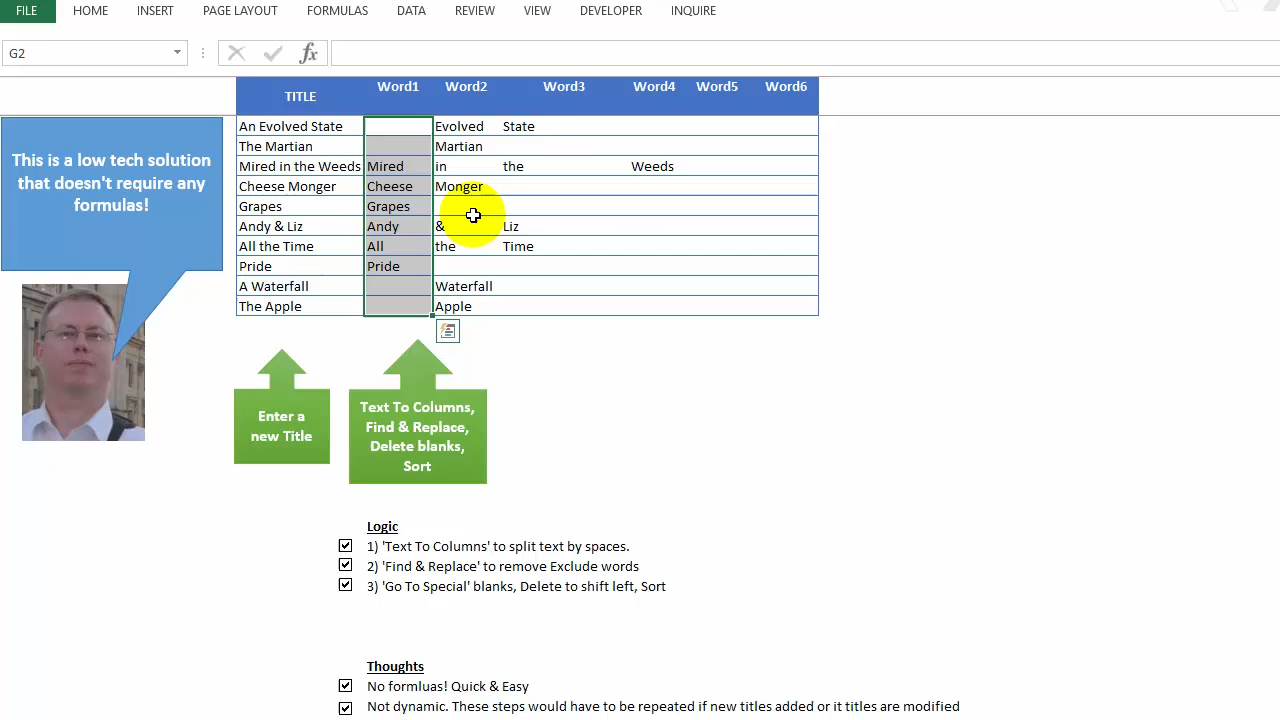 FILE HOME INSERT PAGE LAYOUT FORMULAS DATA REVIEW VIEW DEVELOPER INQUIRE
G2 fx
TITLE Word1 Word2 Word3 Word4 Word5 Word6
An Evolved State Evolved State
The Martian Martian
Mired in the Weeds Mired in the Weeds
Cheese Monger Cheese Monger
Grapes Grapes
Andy & Liz Andy & Liz
All the Time All the Time
Pride Pride
A Waterfall Waterfall
The Apple Apple
This is a low tech solution
that doesn't require any
formulas!
Enter a
new Title
Text To Columns,
Find & Replace,
Delete blanks,
Sort
Logic
1) 'Text To Columns' to split text by spaces.
2) 'Find & Replace' to remove Exclude words
3) 'Go To Special' blanks, Delete to shift left, Sort
Thoughts
No formluas! Quick & Easy
Not dynamic. These steps would have to be repeated if new titles added or it titles are modified